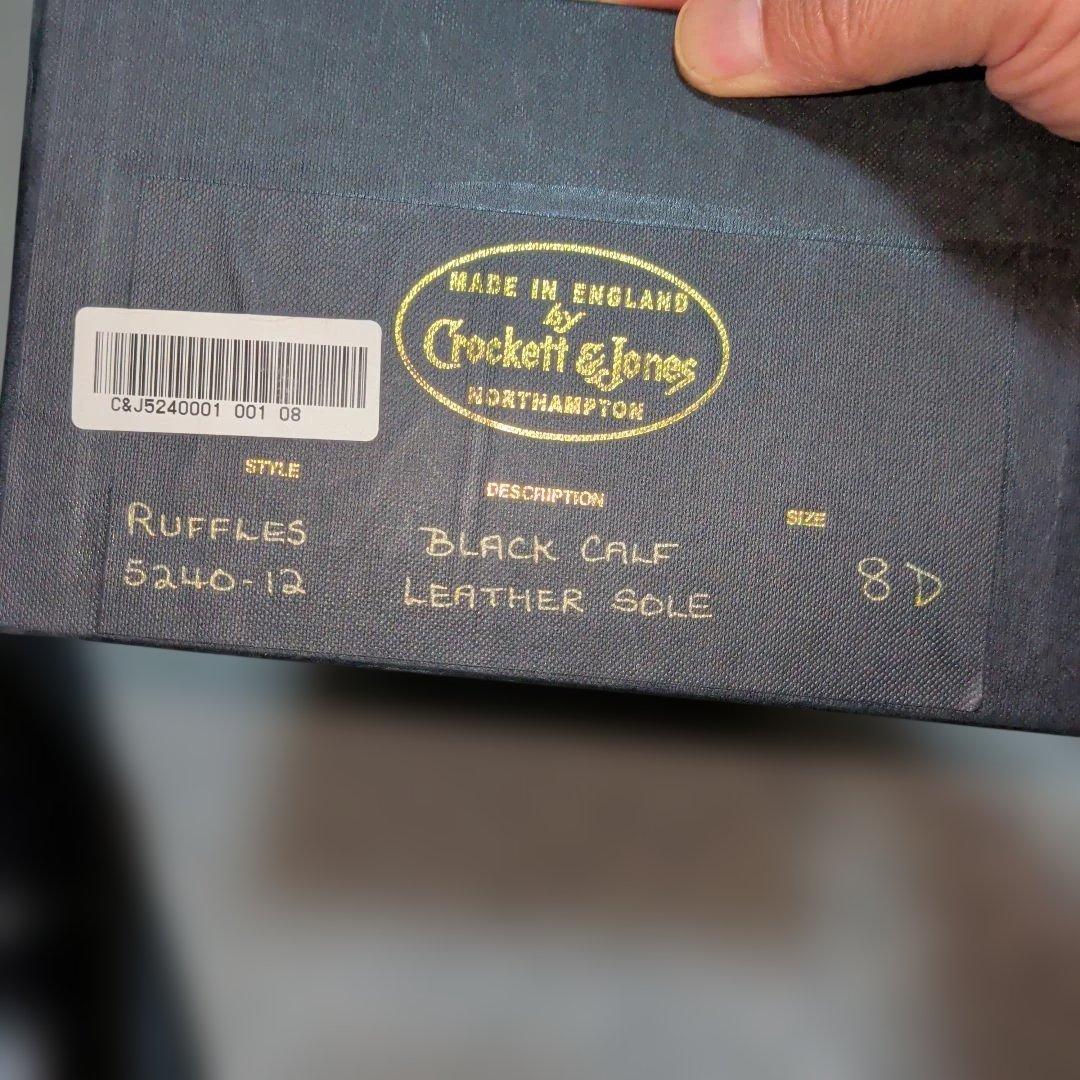 MADE IN ENGLAND
by
Crockett & Jones
NORTHAMPTON
C&J5240001 001 08
STYLE
RUFFLES
5240-12
DESCRIPTION
BLACK CALF
LEATHER SOLE
SIZE
8 D